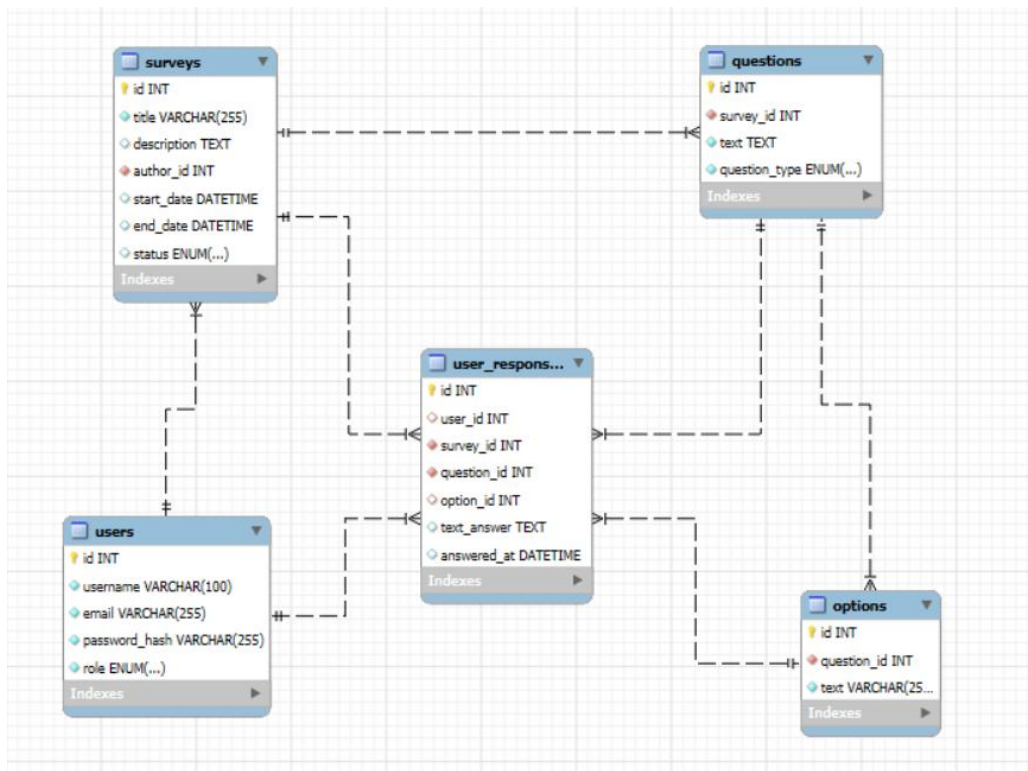 surveys
id INT
title VARCHAR(255)
description TEXT
author_id INT
start_date DATETIME
end_date DATETIME
status ENUM(...)
Indexes
questions
id INT
survey_id INT
text TEXT
question_type ENUM(...)
Indexes
user_respons...
id INT
user_id INT
survey_id INT
question_id INT
option_id INT
text_answer TEXT
answered_at DATETIME
Indexes
users
id INT
username VARCHAR(100)
email VARCHAR(255)
password_hash VARCHAR(255)
role ENUM(...)
Indexes
options
id INT
question_id INT
text VARCHAR(25...
Indexes